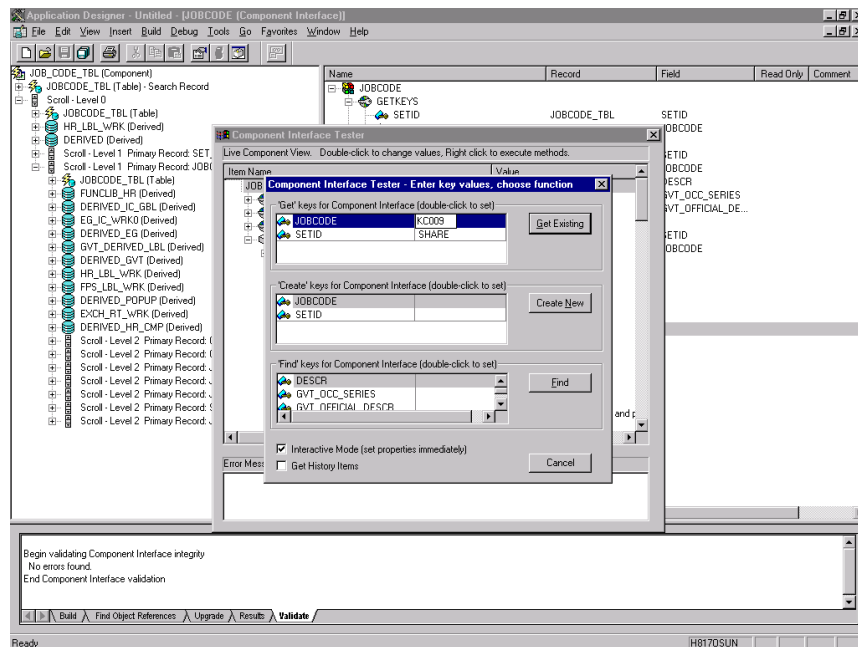 Application Designer - Untitled - [JOBCODE (Component Interface)]
File Edit View Insert Build Debug Tools Go Favorites Window Help
JOB_CODE_TBL (Component)
JOBCODE_TBL (Table) - Search Record
Scroll - Level 0
JOBCODE_TBL (Table)
HR_LBL_WRK (Derived)
DERIVED (Derived)
Scroll - Level 1 Primary Record: SET_
Scroll - Level 1 Primary Record: JOBC
JOBCODE_TBL (Table)
FUNCLIB_HR (Derived)
DERIVED_IC_GBL (Derived)
EG_IC_WRK0 (Derived)
DERIVED_EG (Derived)
GVT_DERIVED_LBL (Derived)
DERIVED_GVT (Derived)
HR_LBL_WRK (Derived)
FPS_LBL_WRK (Derived)
DERIVED_POPUP (Derived)
EXCH_RT_WRK (Derived)
DERIVED_HR_CMP (Derived)
Scroll - Level 2 Primary Record:
Scroll - Level 2 Primary Record:
Scroll - Level 2 Primary Record:
Scroll - Level 2 Primary Record:
Scroll - Level 2 Primary Record:
Scroll - Level 2 Primary Record:
Scroll - Level 2 Primary Record:
Name Record Field Read Only Comment
JOBCODE
GETKEYS
SETID JOBCODE_TBL SETID
JOBCODE
SETID
JOBCODE
DESCR
GVT_OCC_SERIES
GVT_OFFICIAL_DE...
SETID
JOBCODE
Component Interface Tester
Live Component View. Double-click to change values, Right click to execute methods.
Item Name Value
JOB
Component Interface Tester - Enter key values, choose function
'Get' keys for Component Interface (double-click to set)
JOBCODE KC009
SETID SHARE
Get Existing
'Create' keys for Component Interface (double-click to set)
JOBCODE
SETID
Create New
'Find' keys for Component Interface (double-click to set)
DESCR
GVT_OCC_SERIES
GVT_OFFICIAL_DESCR
Find
and p
Interactive Mode (set properties immediately)
Get History Items
Cancel
Error Mess
Begin validating Component Interface integrity
No errors found.
End Component Interface validation
Build Find Object References Upgrade Results Validate
Ready
H817DSUN